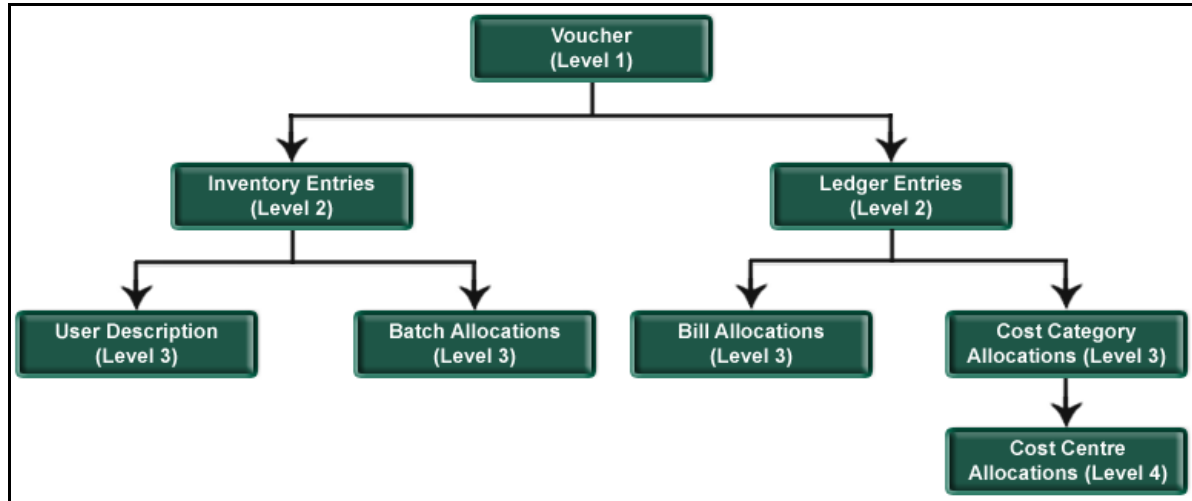 Voucher
(Level 1)
Inventory Entries
(Level 2)
Ledger Entries
(Level 2)
User Description
(Level 3)
Batch Allocations
(Level 3)
Bill Allocations
(Level 3)
Cost Category
Allocations (Level 3)
Cost Centre
Allocations (Level 4)